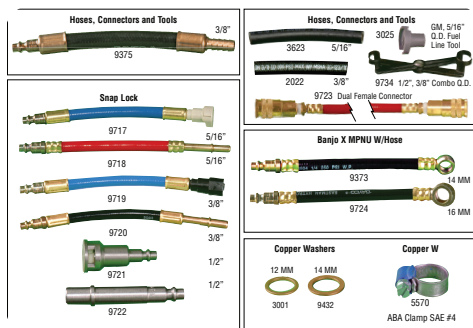 Hoses, Connectors and Tools
3/8”
9375
Snap Lock
9717
5/16”
5/16”
9718
9719
3/8”
9720
3/8”
1/2”
9721
1/2”
9722
Hoses, Connectors and Tools
3623
5/16”
3025
GM, 5/16”
Q.D. Fuel
Line Tool
2022
3/8”
9734 1/2”, 3/8” Combo Q.D.
9723 Dual Female Connector
Banjo X MPNU W/Hose
9373
14 MM
9724
16 MM
Copper Washers
12 MM
14 MM
3001
9432
Copper W
5570
ABA Clamp SAE #4